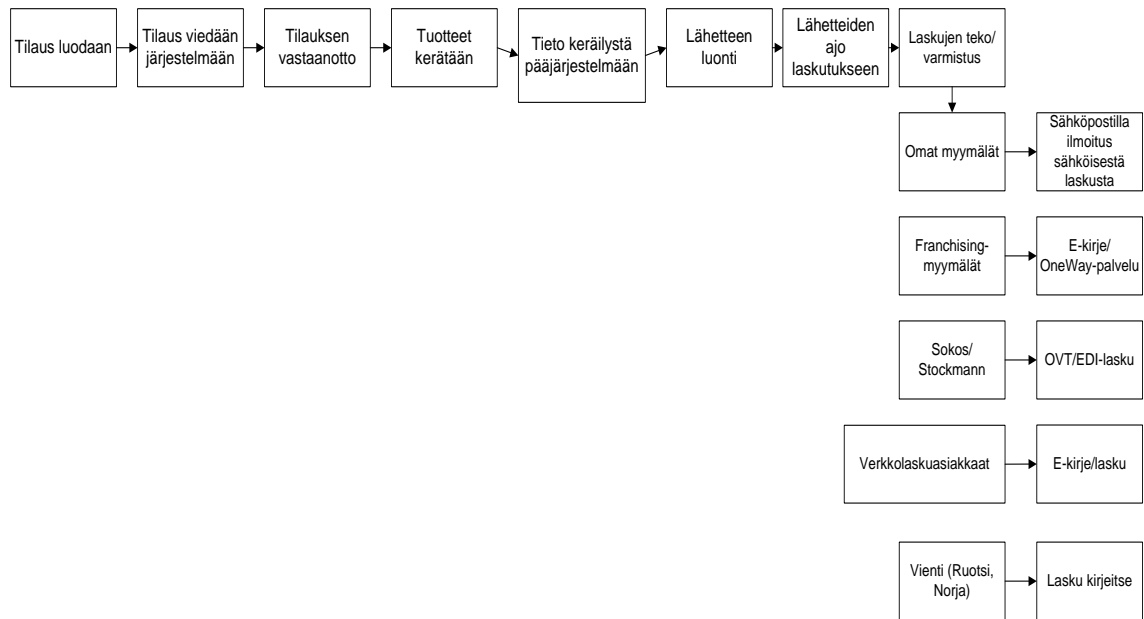 Tilaus luodaan
Tilaus viedään
järjestelmään
Tilauksen
vastaanotto
Tuotteet
kerätään
Tieto keräilystä
pääjärjestelmään
Lähetteen
luonti
Lähetteiden
ajo
laskutukseen
Laskujen teko/
varmistus
Omat myymälät
Sähköpostilla
ilmoitus
sähköisestä
laskusta
Franchising-
myymälät
E-kirje/
OneWay-palvelu
Sokos/
Stockmann
OVT/EDI-lasku
Verkkolaskuasiakkaat
E-kirje/lasku
Vienti (Ruotsi,
Norja)
Lasku kirjeitse